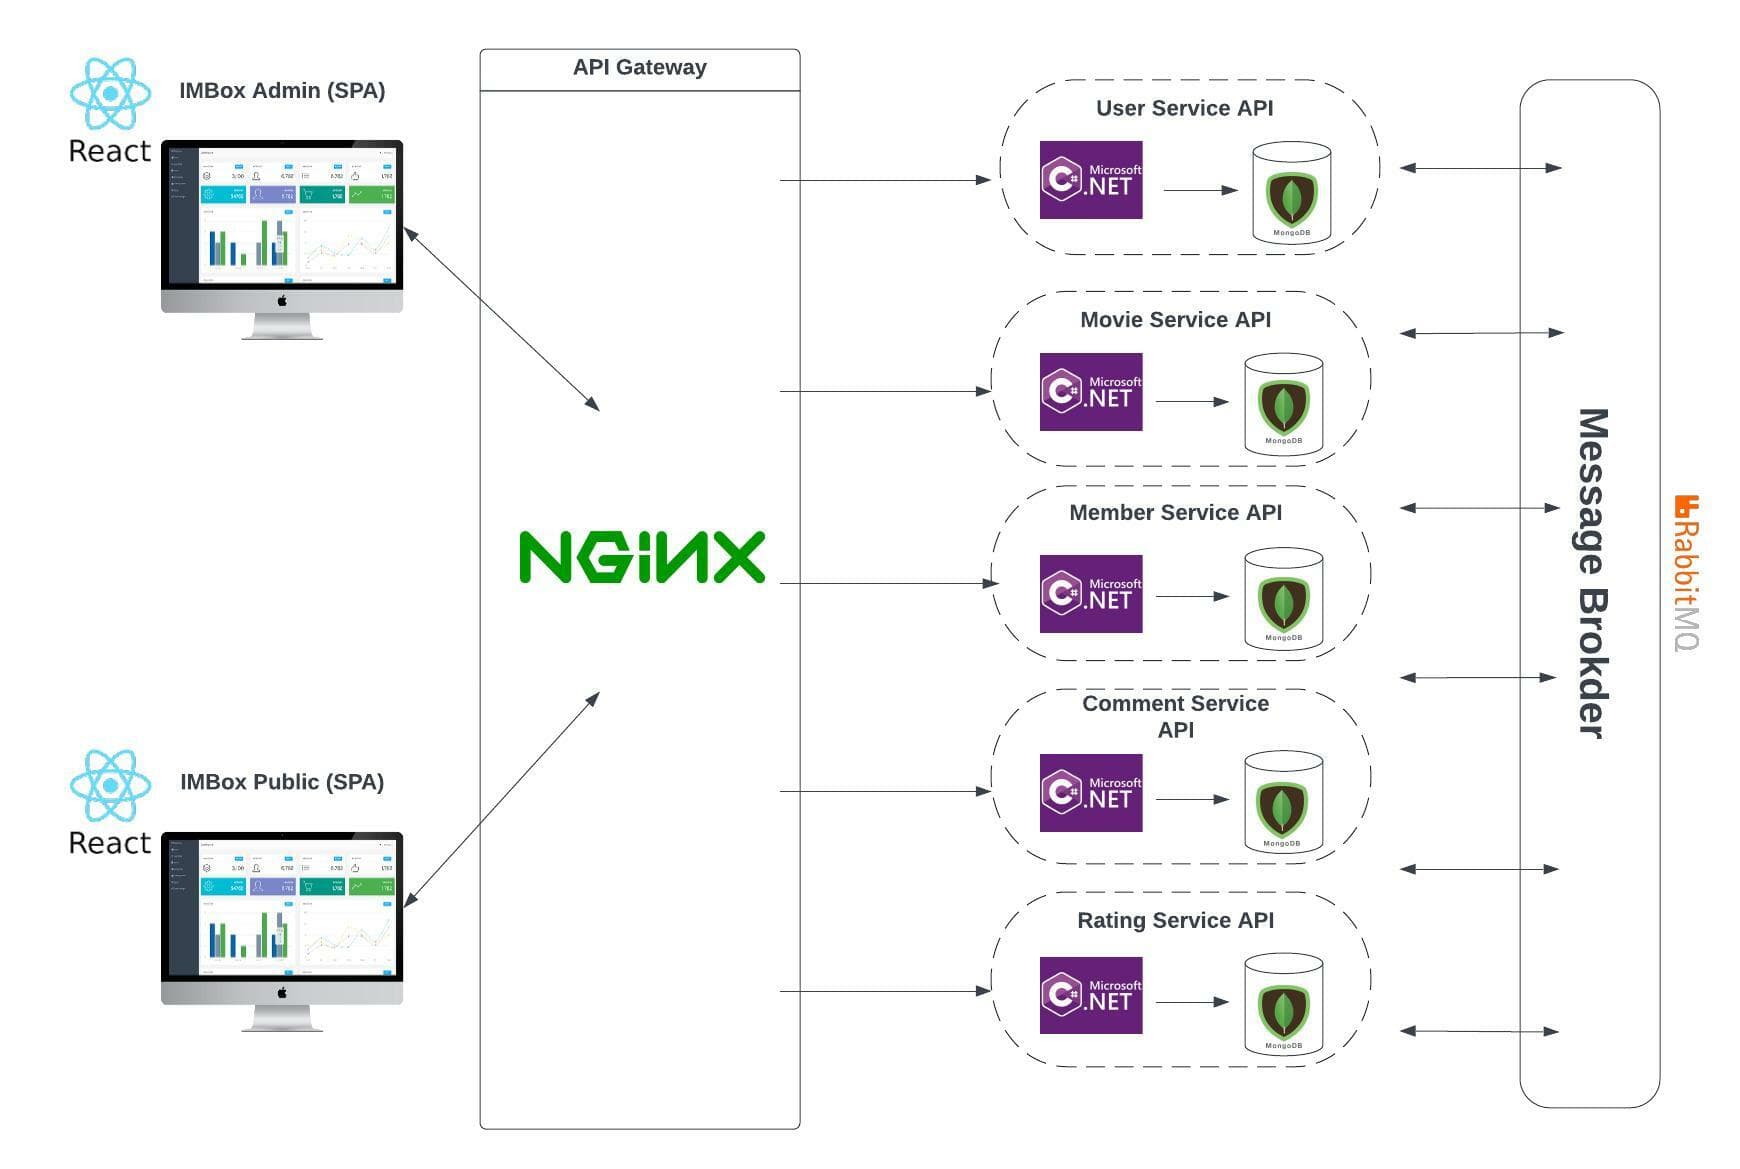 API Gateway
IMBox Admin (SPA)
React
NGINX
IMBox Public (SPA)
React
User Service API
Microsoft
C# .NET
MongoDB
Movie Service API
Microsoft
C# .NET
MongoDB
Member Service API
Microsoft
C# .NET
MongoDB
Comment Service
API
Microsoft
C# .NET
MongoDB
Rating Service API
Microsoft
C# .NET
MongoDB
Message Brokder
RabbitMQ